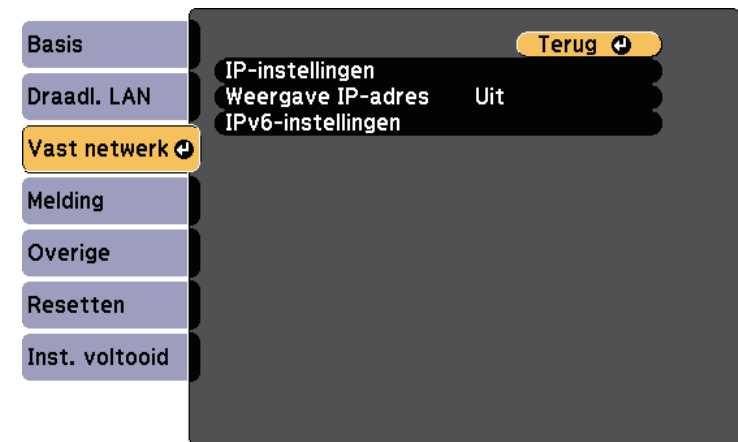 Basis
Draadl. LAN
Vast netwerk
Melding
Overige
Resetten
Inst. voltooid
Terug
IP-instellingen
Weergave IP-adres Uit
IPv6-instellingen